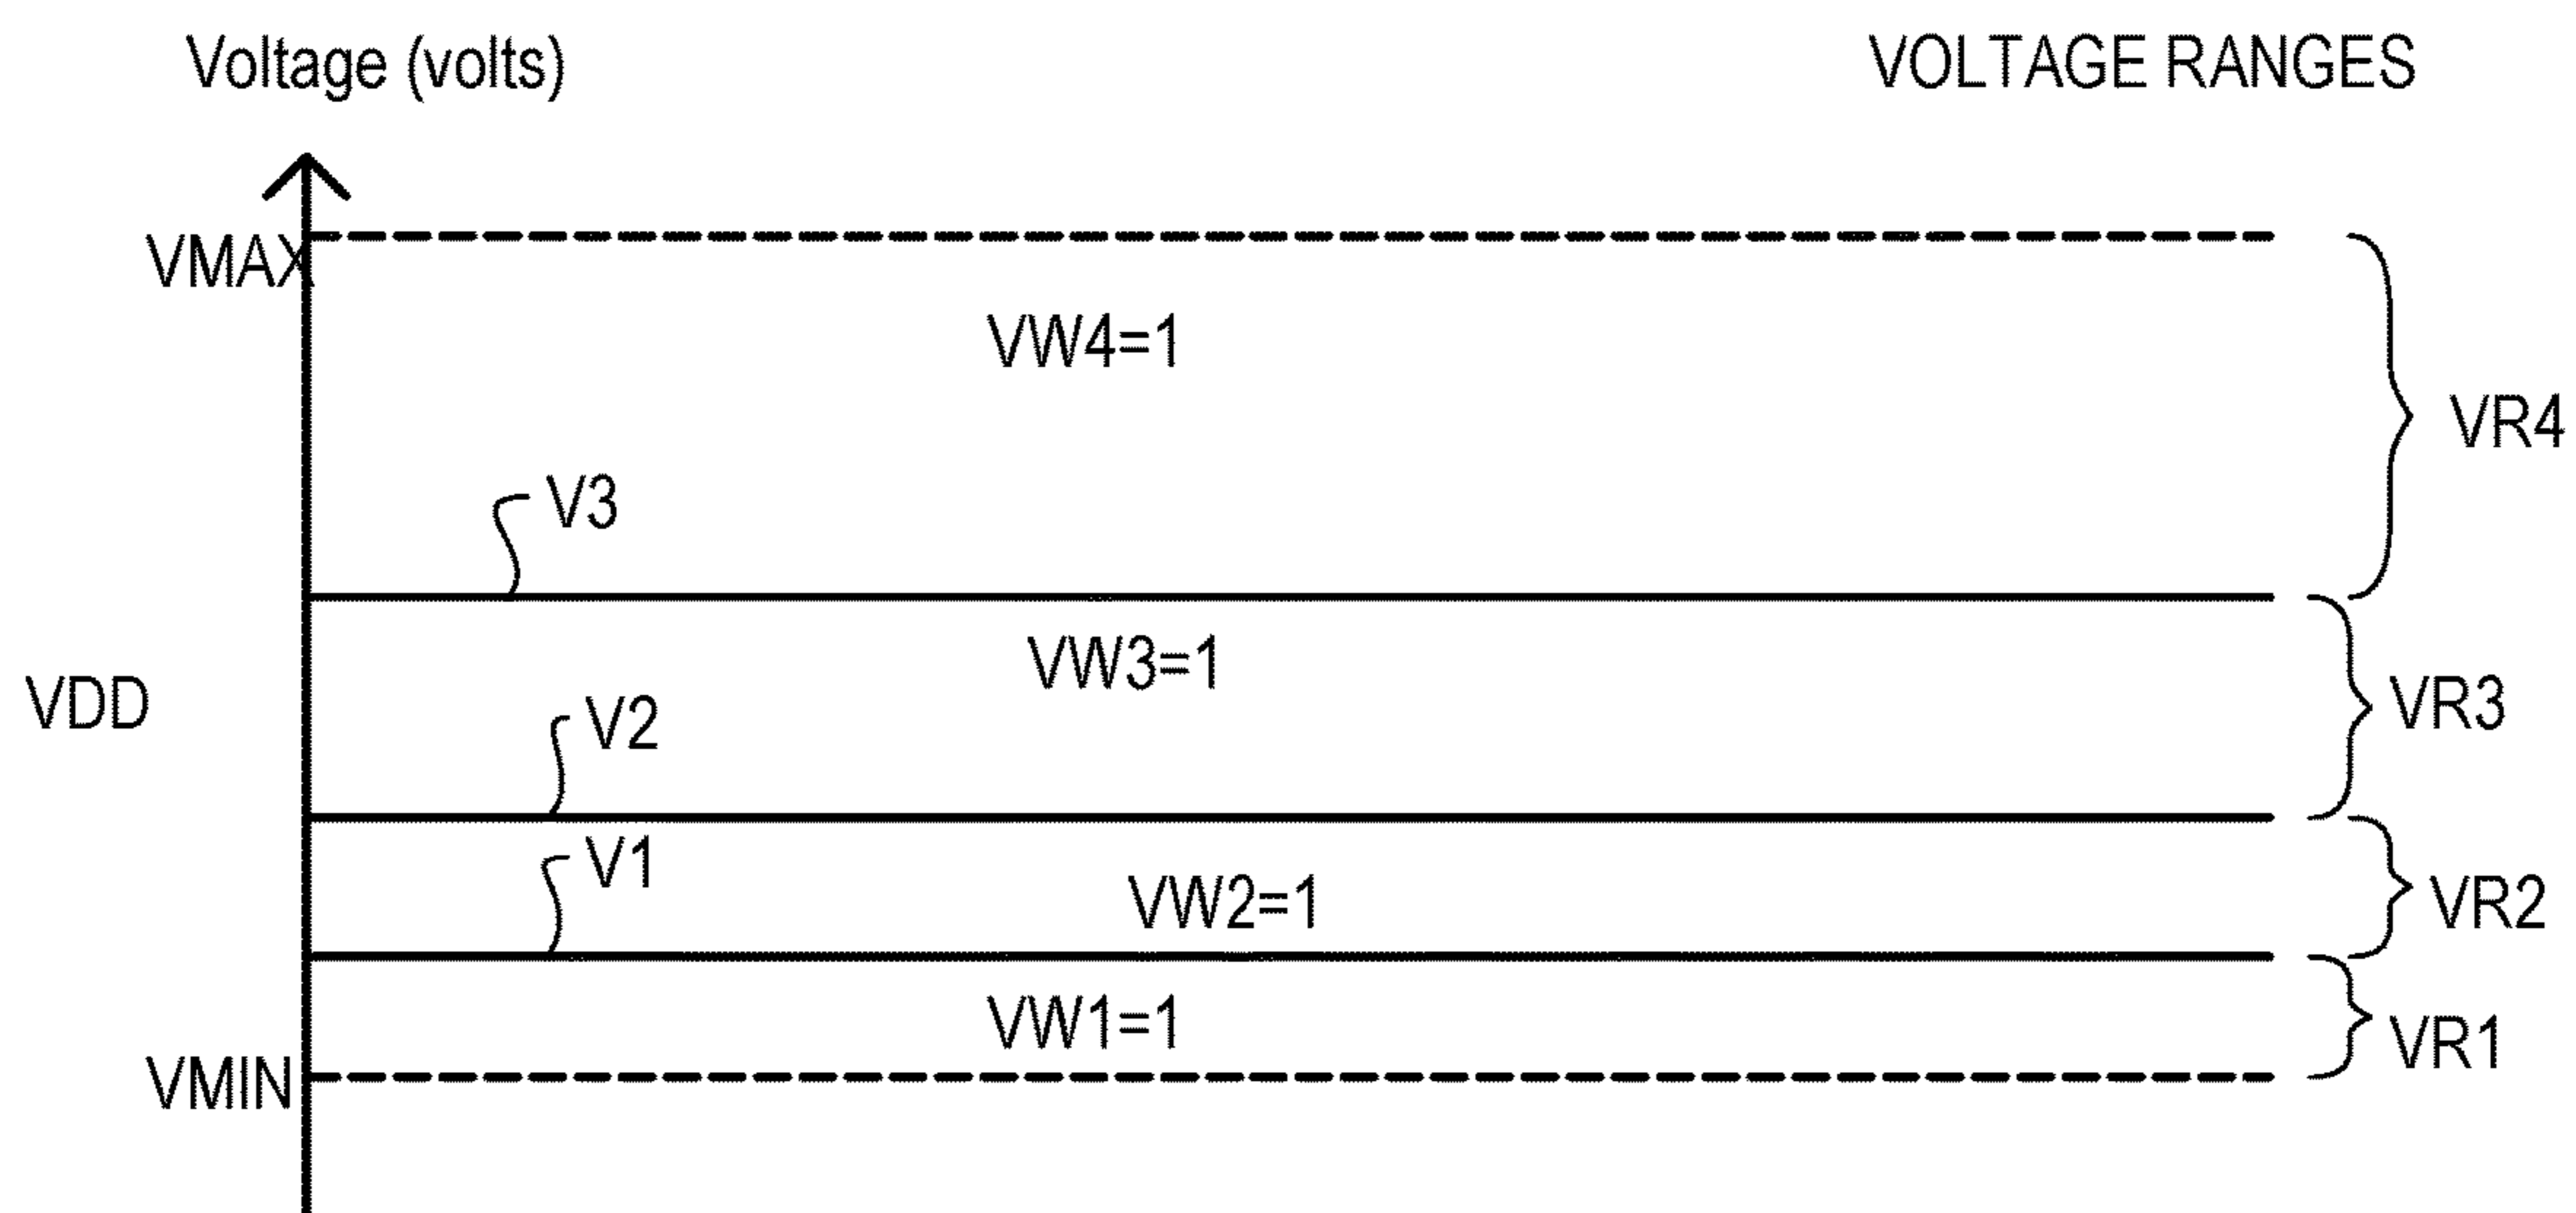 Voltage (volts)
VOLTAGE RANGES
VMAX
VW4=1
VR4
V3
VW3=1
VDD
V2
VR3
V1
VW2=1
VR2
VW1=1
VR1
VMIN